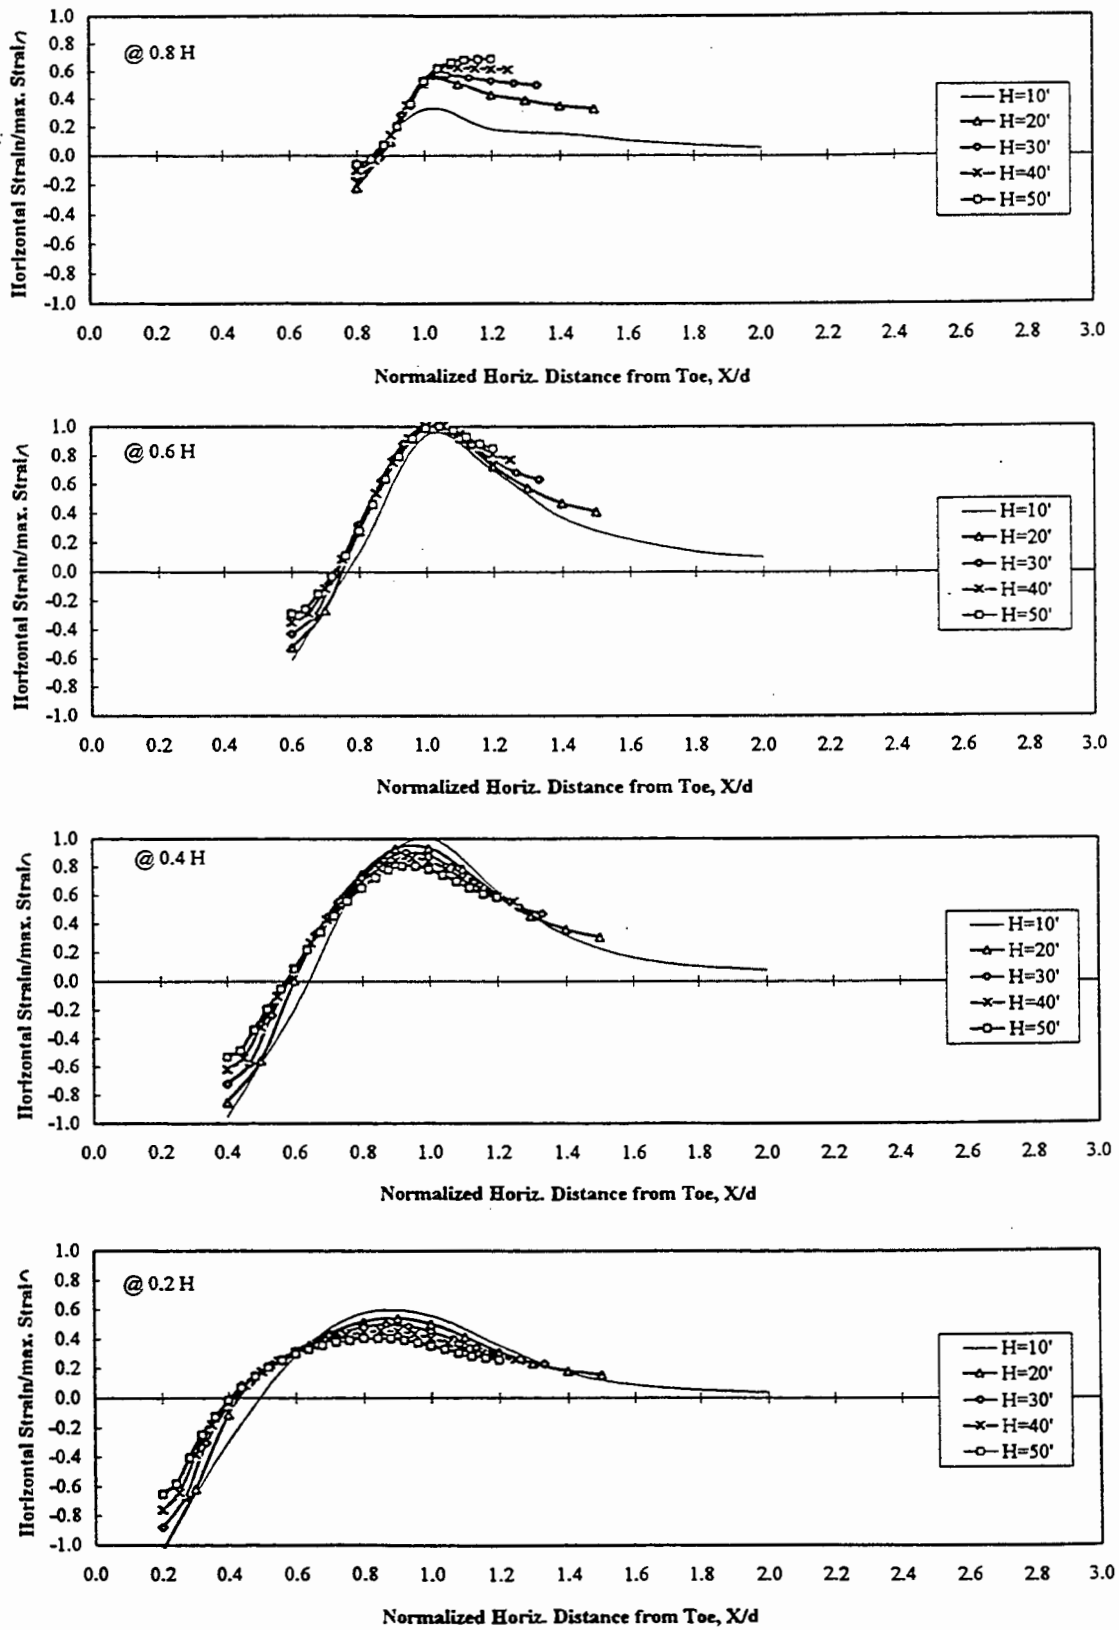 @ 0.8 H
Horizontal Strain/max. Strain
1.0
0.8
0.6
0.4
0.2
0.0
-0.2
-0.4
-0.6
-0.8
-1.0
H=10'
H=20'
H=30'
H=40'
H=50'
0.0 0.2 0.4 0.6 0.8 1.0 1.2 1.4 1.6 1.8 2.0 2.2 2.4 2.6 2.8 3.0
Normalized Horiz. Distance from Toe, X/d
@ 0.6 H
Horizontal Strain/max. Strain
1.0
0.8
0.6
0.4
0.2
0.0
-0.2
-0.4
-0.6
-0.8
-1.0
H=10'
H=20'
H=30'
H=40'
H=50'
0.0 0.2 0.4 0.6 0.8 1.0 1.2 1.4 1.6 1.8 2.0 2.2 2.4 2.6 2.8 3.0
Normalized Horiz. Distance from Toe, X/d
@ 0.4 H
Horizontal Strain/max. Strain
1.0
0.8
0.6
0.4
0.2
0.0
-0.2
-0.4
-0.6
-0.8
-1.0
H=10'
H=20'
H=30'
H=40'
H=50'
0.0 0.2 0.4 0.6 0.8 1.0 1.2 1.4 1.6 1.8 2.0 2.2 2.4 2.6 2.8 3.0
Normalized Horiz. Distance from Toe, X/d
@ 0.2 H
Horizontal Strain/max. Strain
1.0
0.8
0.6
0.4
0.2
0.0
-0.2
-0.4
-0.6
-0.8
-1.0
H=10'
H=20'
H=30'
H=40'
H=50'
0.0 0.2 0.4 0.6 0.8 1.0 1.2 1.4 1.6 1.8 2.0 2.2 2.4 2.6 2.8 3.0
Normalized Horiz. Distance from Toe, X/d